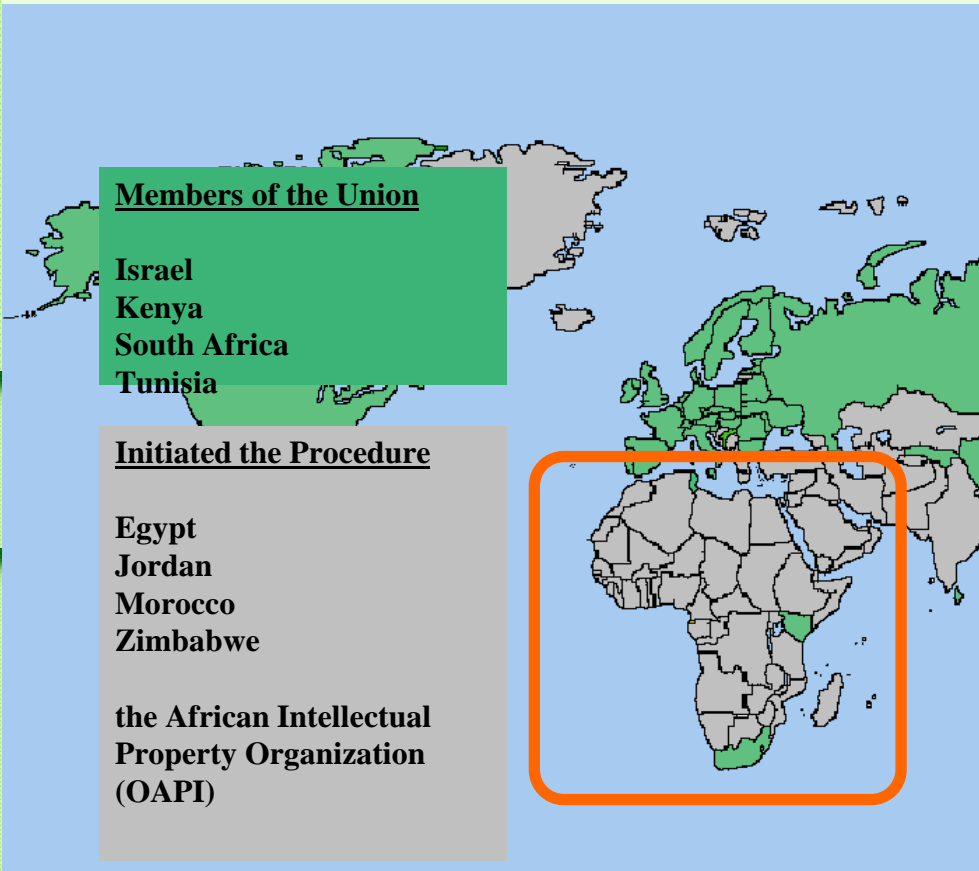 Members of the Union
Israel
Kenya
South Africa
Tunisia
Initiated the Procedure
Egypt
Jordan
Morocco
Zimbabwe
the African Intellectual
Property Organization
(OAPI)